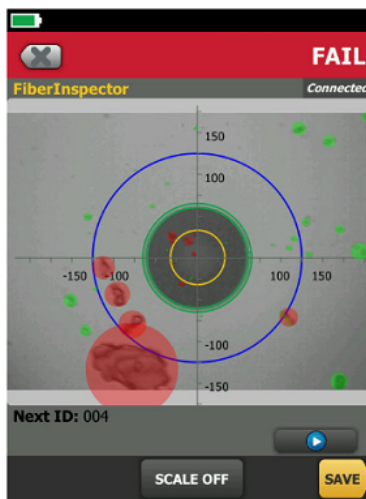 FAIL
FiberInspector Connected
150
100
-150 -100 100 150
-100
-150
Next ID: 004
SCALE OFF SAVE